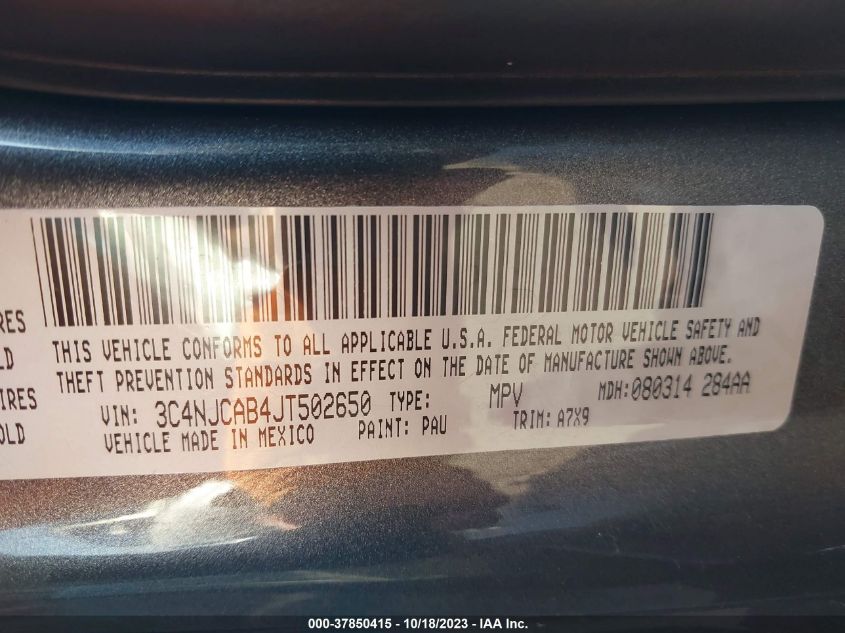 RES
LD
IRES
OLD
THIS VEHICLE CONFORMS TO ALL APPLICABLE U.S.A. FEDERAL MOTOR VEHICLE SAFETY AND
THEFT PREVENTION STANDARDS IN EFFECT ON THE DATE OF MANUFACTURE SHOWN ABOVE.
VIN: 3C4NJCAB4JT502650 TYPE: MPV MDH:080314 284AA
VEHICLE MADE IN MEXICO PAINT: PAU TRIM: A7X9
000-37850415 - 10/18/2023 - IAA Inc.